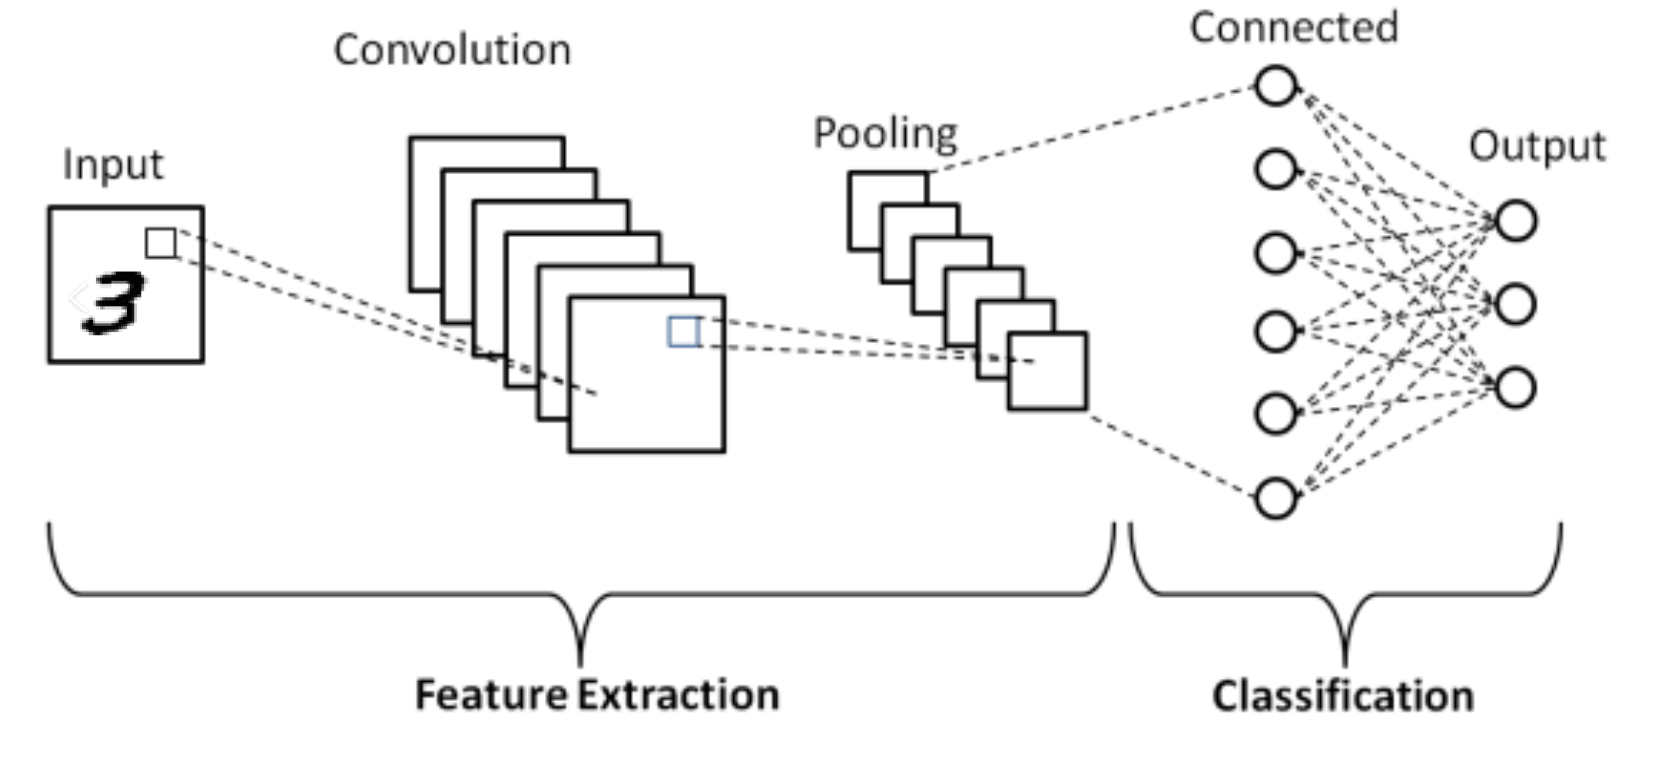 Input
3
Convolution
Pooling
Connected
Output
Feature Extraction
Classification